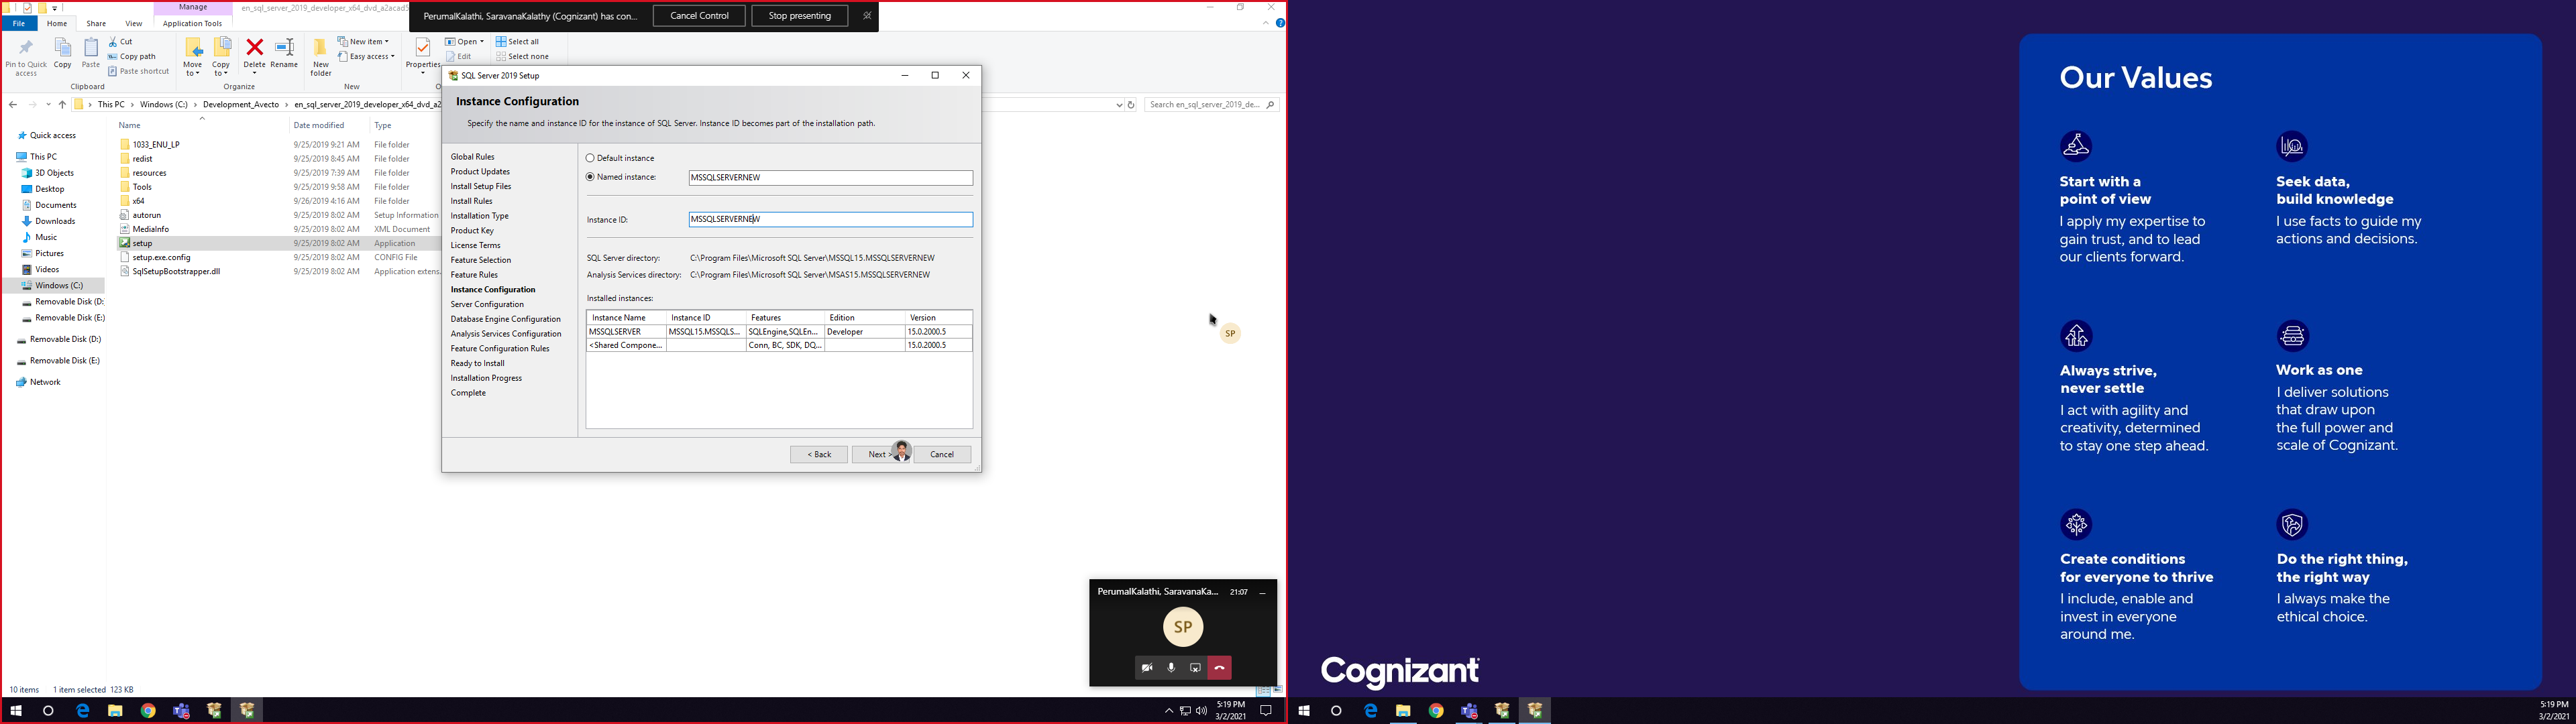 Manage
en_sql_server_2019_developer_x64_dvd_a2acad5
PerumalKalathi, SaravanaKalathy (Cognizant) has con...
Cancel Control
Stop presenting
File
Home
Share
View
Application Tools
Pin to Quick access
Copy
Paste
Cut
Copy path
Paste shortcut
Clipboard
Move to
Copy to
Delete
Rename
Organize
New folder
New item
Easy access
New
Properties
Open
Edit
Select all
Select none
This PC
Windows (C:)
Development_Avecto
en_sql_server_2019_developer_x64_dvd_a2
Search en_sql_server_2019_de...
Quick access
This PC
3D Objects
Desktop
Documents
Downloads
Music
Pictures
Videos
Windows (C:)
Removable Disk (D:
Removable Disk (E:)
Removable Disk (D:)
Removable Disk (E:)
Network
Name Date modified Type
1033_ENU_LP 9/25/2019 9:21 AM File folder
redist 9/25/2019 8:45 AM File folder
resources 9/25/2019 7:39 AM File folder
Tools 9/25/2019 9:58 AM File folder
x64 9/26/2019 4:16 AM File folder
autorun 9/25/2019 8:02 AM Setup Information
MediaInfo 9/25/2019 8:02 AM XML Document
setup 9/25/2019 8:02 AM Application
setup.exe.config 9/25/2019 8:02 AM CONFIG File
SqlSetupBootstrapper.dll 9/25/2019 8:02 AM Application extens.
SQL Server 2019 Setup
Instance Configuration
Specify the name and instance ID for the instance of SQL Server. Instance ID becomes part of the installation path.
Global Rules
Product Updates
Install Setup Files
Install Rules
Installation Type
Product Key
License Terms
Feature Selection
Feature Rules
Instance Configuration
Server Configuration
Database Engine Configuration
Analysis Services Configuration
Feature Configuration Rules
Ready to Install
Installation Progress
Complete
Default instance
Named instance: MSSQLSERVERNEW
Instance ID: MSSQLSERVERNEW
SQL Server directory: C:\Program Files\Microsoft SQL Server\MSSQL15.MSSQLSERVERNEW
Analysis Services directory: C:\Program Files\Microsoft SQL Server\MSAS15.MSSQLSERVERNEW
Installed instances:
Instance Name Instance ID Features Edition Version
MSSQLSERVER MSSQL15.MSSQLS... SQLEngine,SQLEn... Developer 15.0.2000.5
<Shared Compone... Conn, BC, SDK, DQ... 15.0.2000.5
< Back
Next >
Cancel
SP
PerumalKalathi, SaravanaKa... 21:07
SP
10 items 1 item selected 123 KB
5:19 PM
3/2/2021
Our Values
Start with a
point of view
I apply my expertise to
gain trust, and to lead
our clients forward.
Seek data,
build knowledge
I use facts to guide my
actions and decisions.
Always strive,
never settle
I act with agility and
creativity, determined
to stay one step ahead.
Work as one
I deliver solutions
that draw upon
the full power and
scale of Cognizant.
Create conditions
for everyone to thrive
I include, enable and
invest in everyone
around me.
Do the right thing,
the right way
I always make the
ethical choice.
Cognizant
5:19 PM
3/2/2021